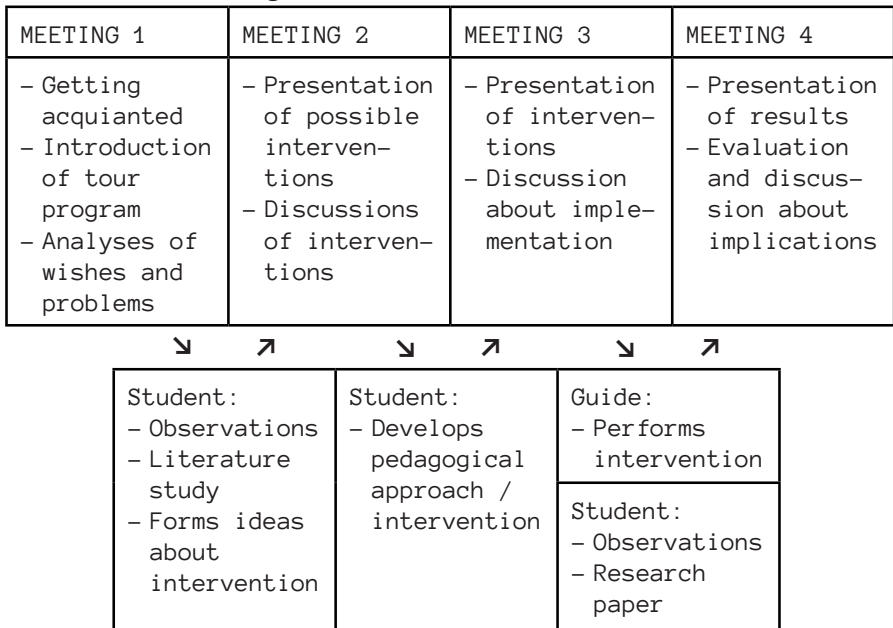 MEETING 1
– Getting
acquianted
– Introduction
of tour
program
– Analyses of
wishes and
problems
MEETING 2
– Presentation
of possible
interven–
tions
– Discussions
of interven–
tions
MEETING 3
– Presentation
of interven–
tions
– Discussion
about imple–
mentation
MEETING 4
– Presentation
of results
– Evaluation
and discus–
sion about
implications
Student:
– Observations
– Literature
study
– Forms ideas
about
intervention
Student:
– Develops
pedagogical
approach /
intervention
Guide:
– Performs
intervention
Student:
– Observations
– Research
paper